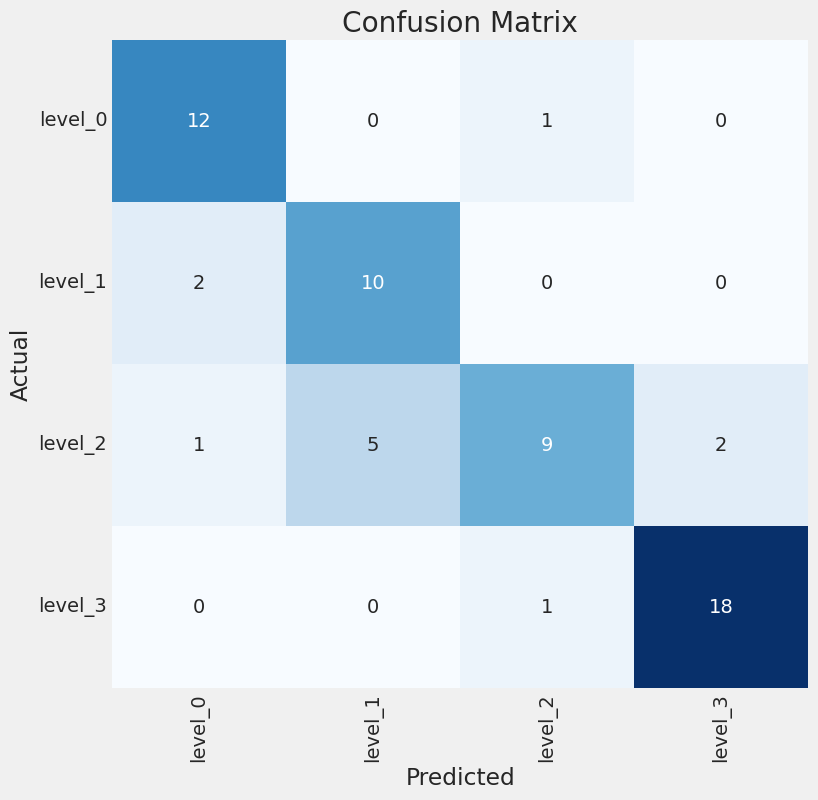 Confusion Matrix
Actual
level_0 12 0 1 0
level_1 2 10 0 0
level_2 1 5 9 2
level_3 0 0 1 18
level_0 level_1 level_2 level_3
Predicted